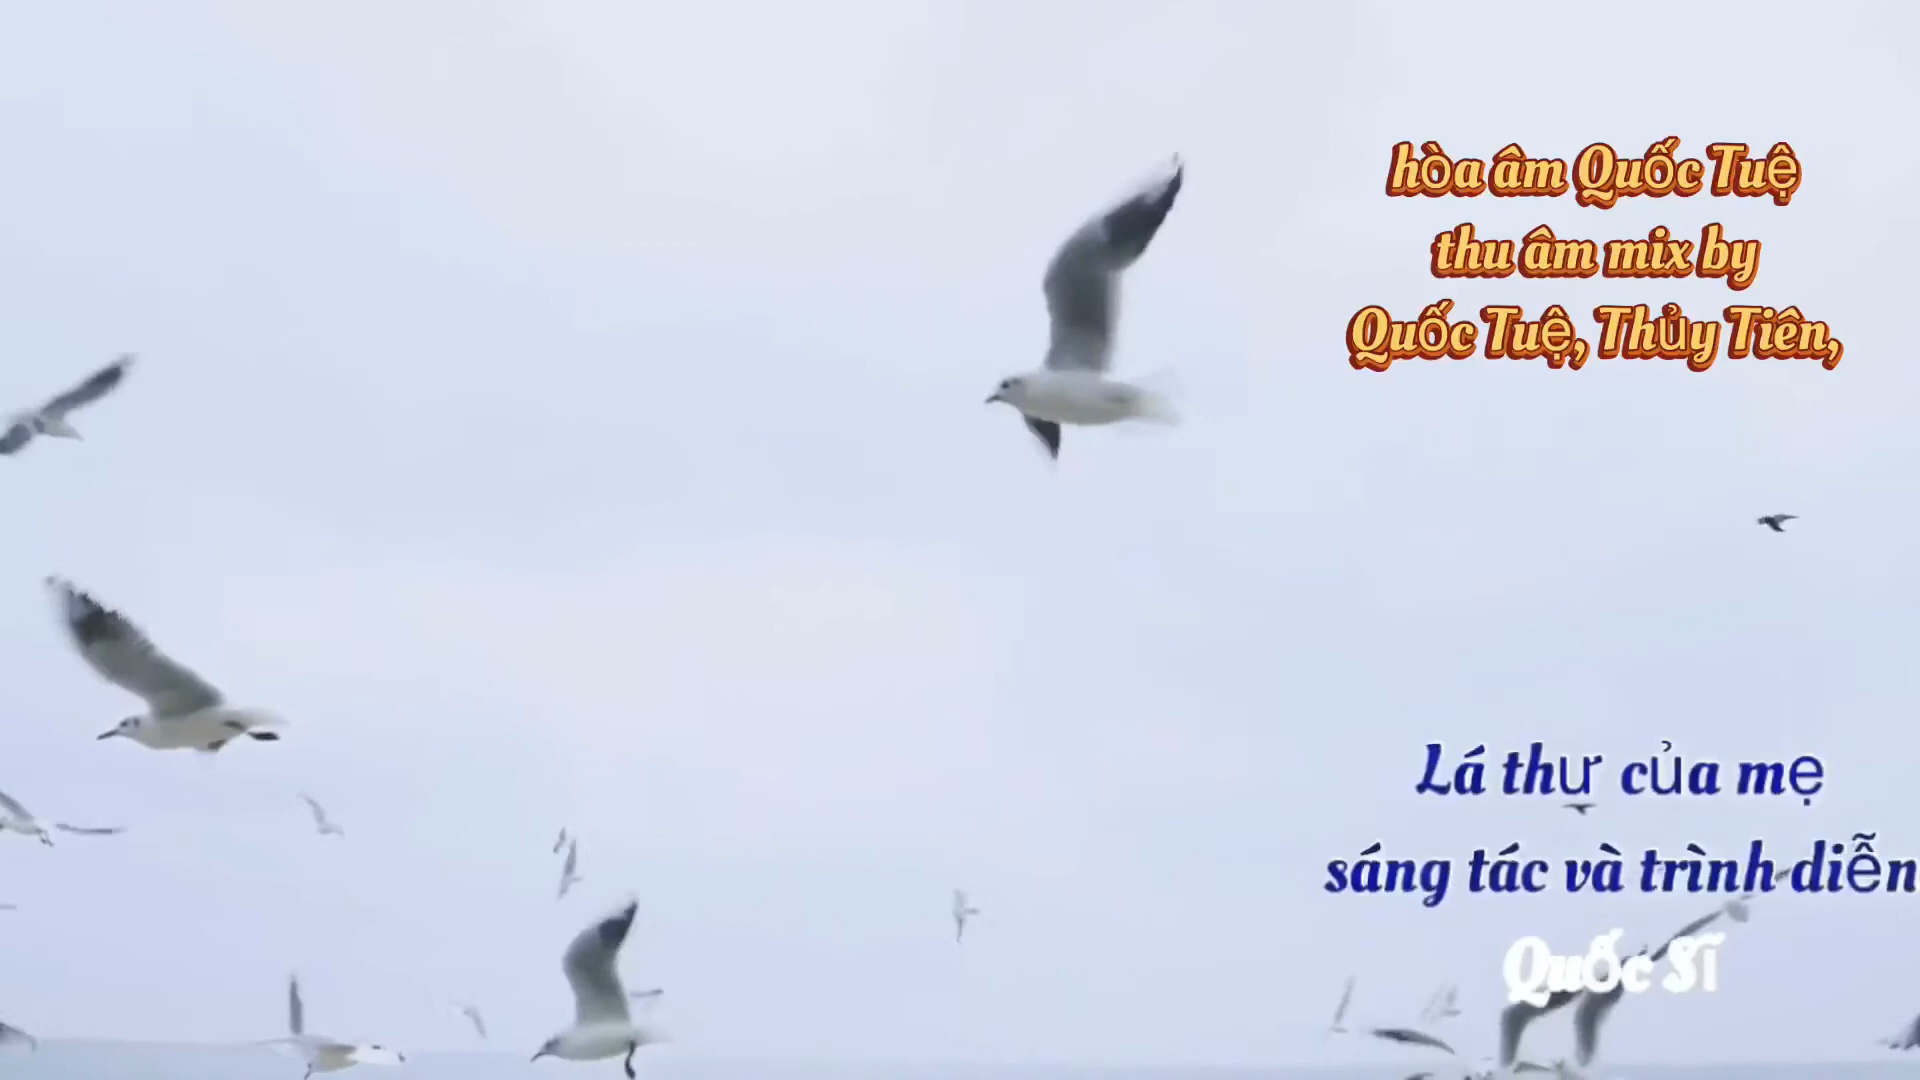 hòa âm Quốc Tuệ
thu âm mix by
Quốc Tuệ, Thủy Tiên,
Lá thư của mẹ
sáng tác và trình diễn
Quốc Sĩ